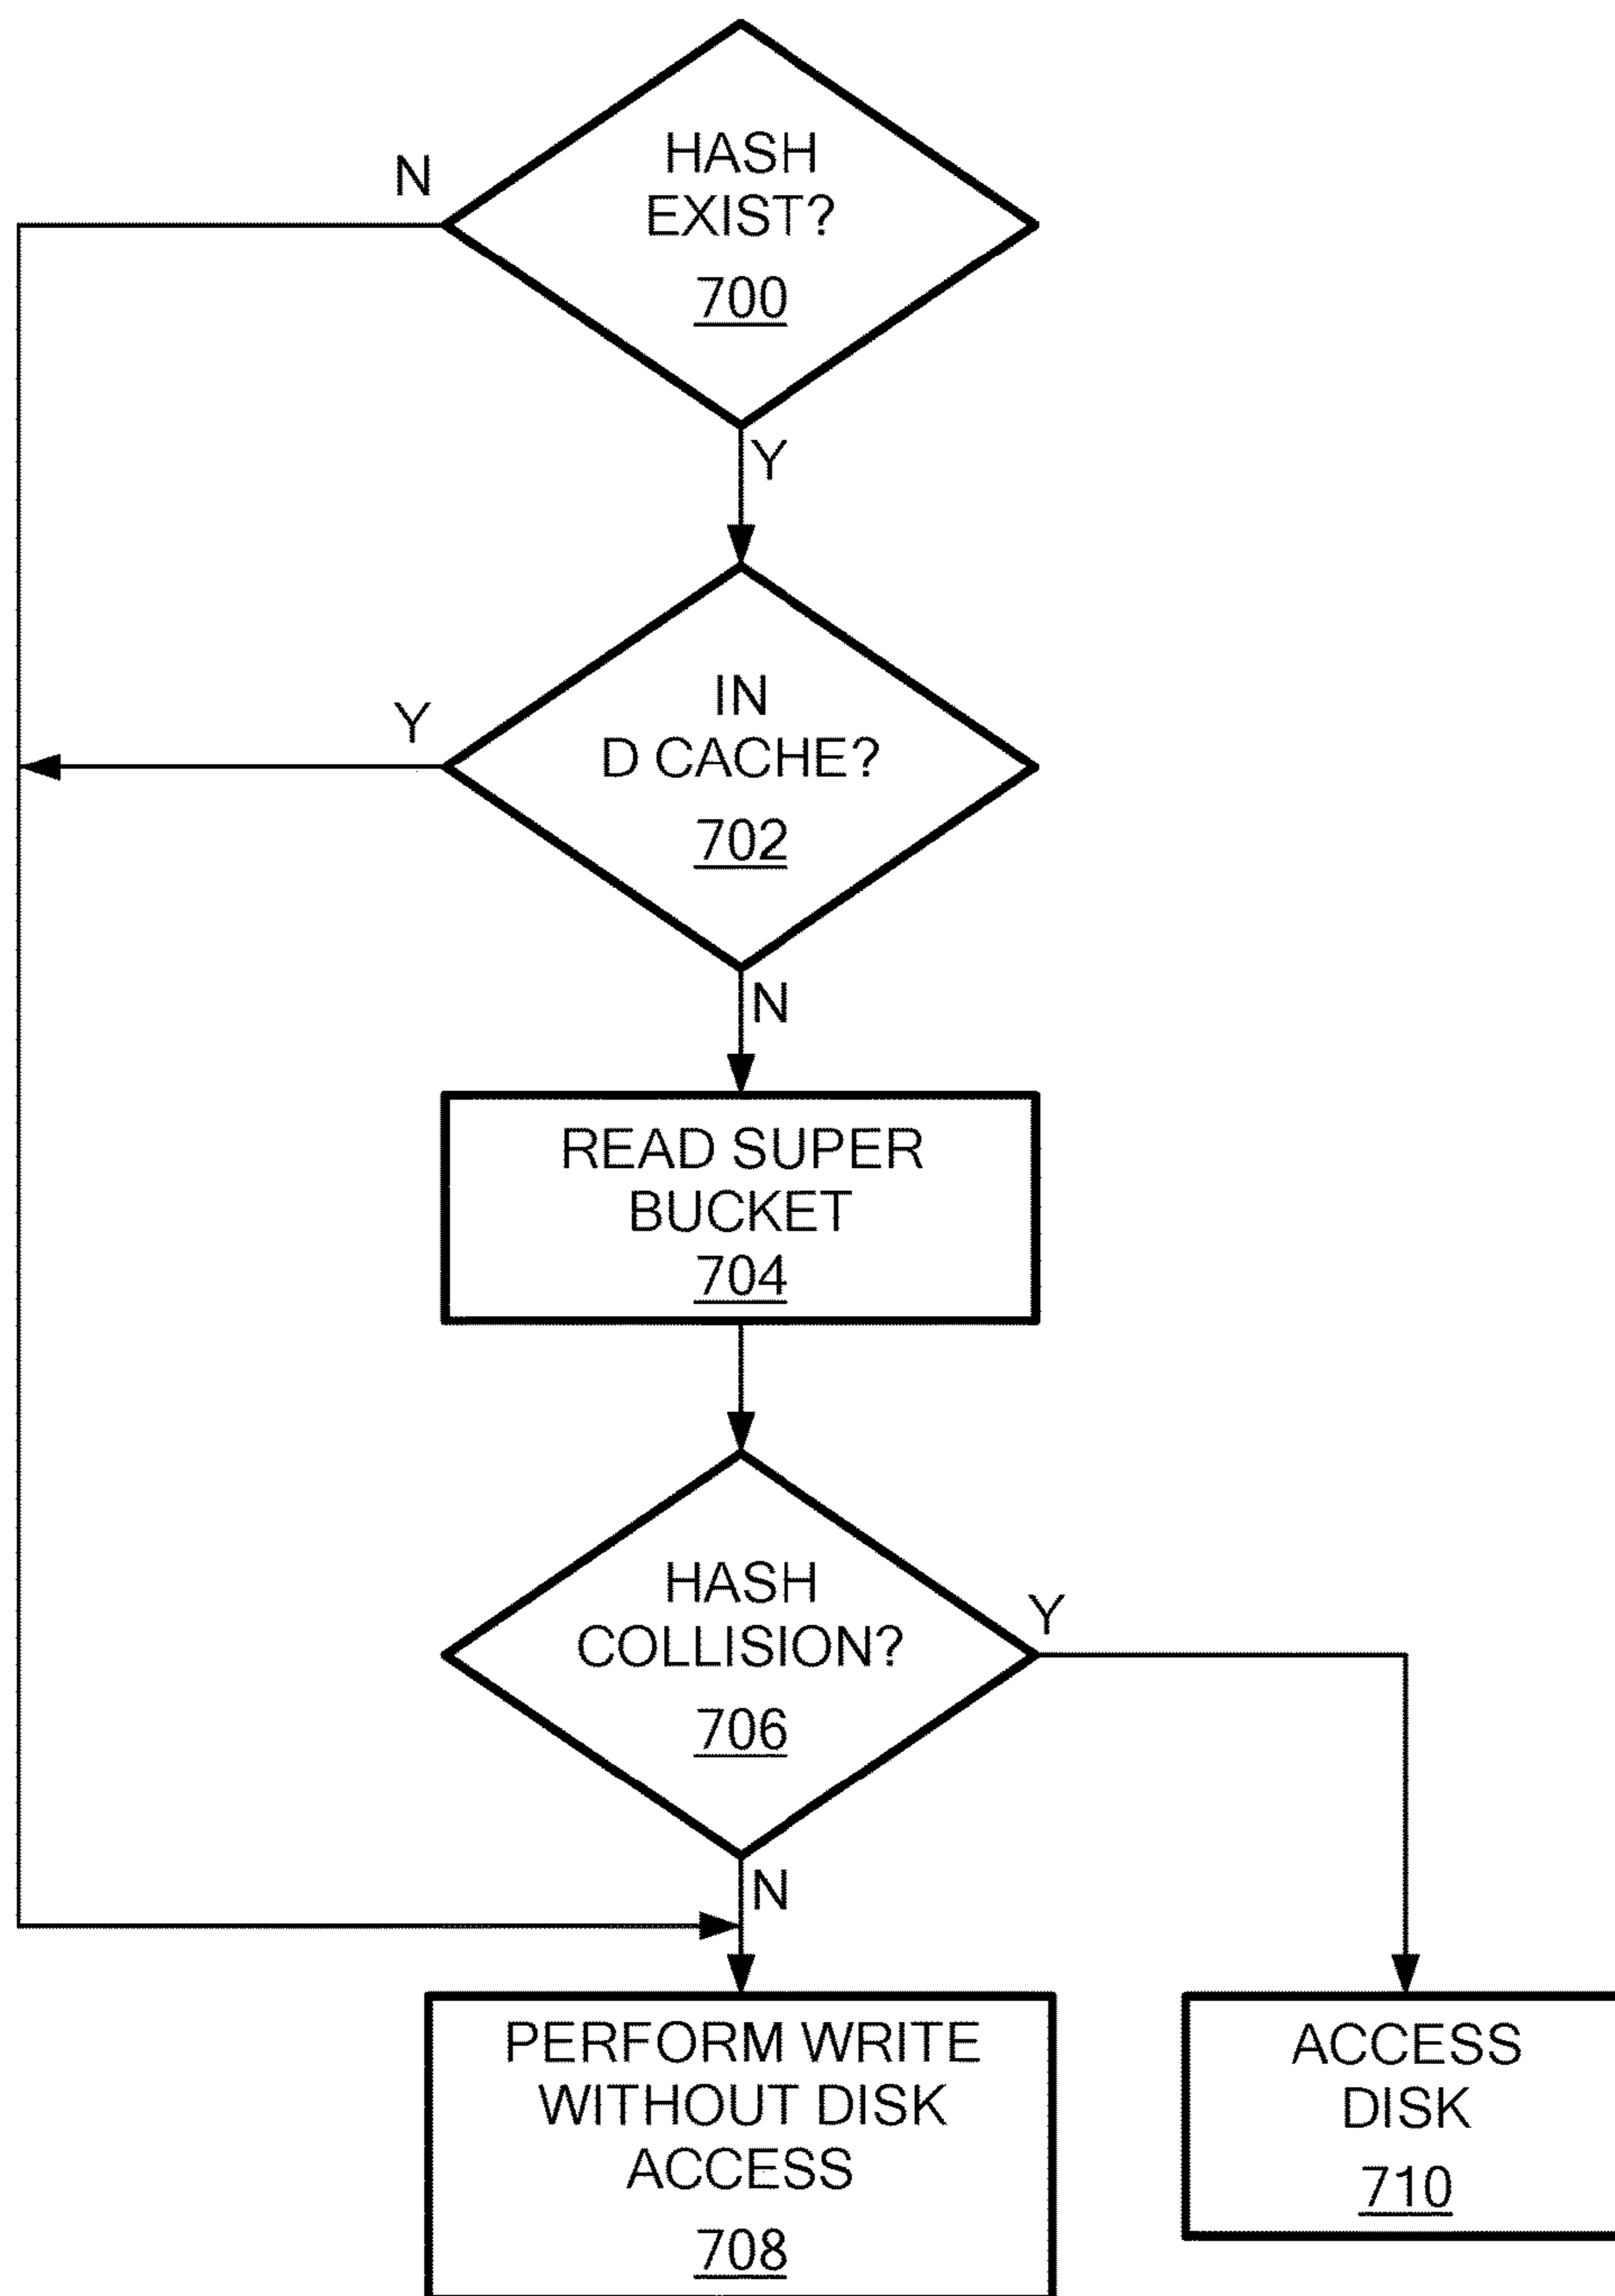 HASH
EXIST?
700
N
Y
IN
D CACHE?
702
Y
N
READ SUPER
BUCKET
704
HASH
COLLISION?
706
Y
N
PERFORM WRITE
WITHOUT DISK
ACCESS
708
ACCESS
DISK
710